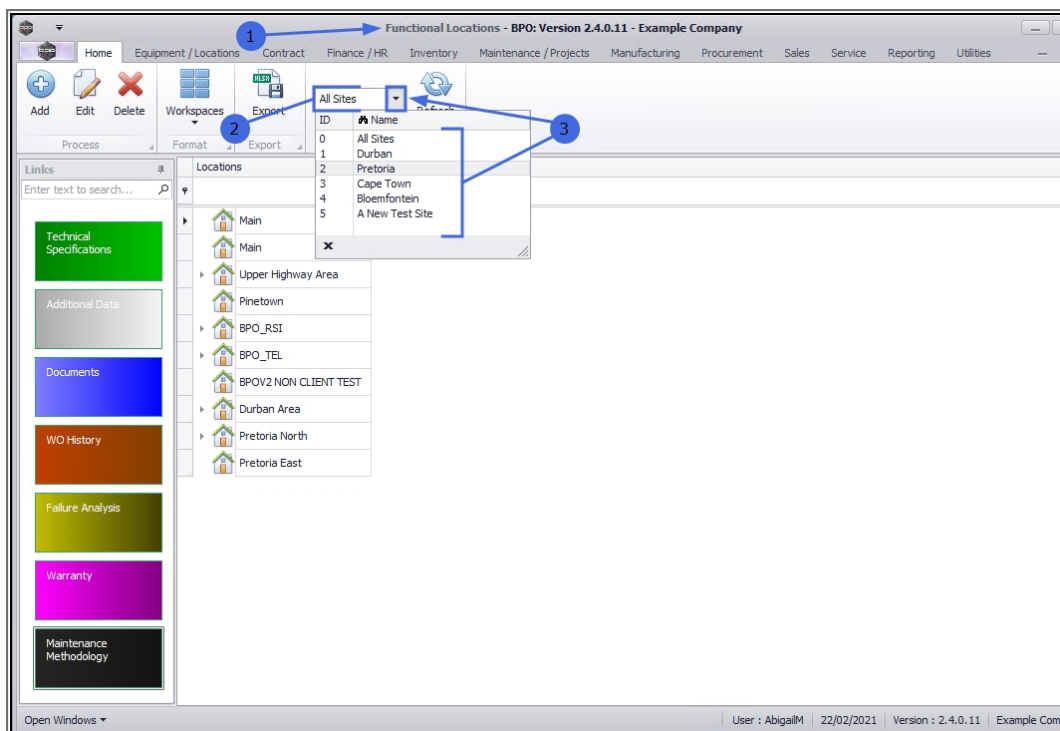 Functional Locations - BPO: Version 2.4.0.11 - Example Company
1
Home Equipment / Locations Contract Finance / HR Inventory Maintenance / Projects Manufacturing Procurement Sales Service Reporting Utilities
Add Edit Delete Workspaces Export Refresh
All Sites
2
3
Process Format Export
ID Name
0 All Sites
1 Durban
2 Pretoria
3 Cape Town
4 Bloemfontein
5 A New Test Site
Links
Enter text to search...
Technical
Specifications
Additional Data
Documents
WO History
Failure Analysis
Warranty
Maintenance
Methodology
Locations
Main
Main
Upper Highway Area
Pinetown
BPO_RSI
BPO_TEL
BPOV2 NON CLIENT TEST
Durban Area
Pretoria North
Pretoria East
Open Windows User : AbigailM 22/02/2021 Version : 2.4.0.11 Example Com